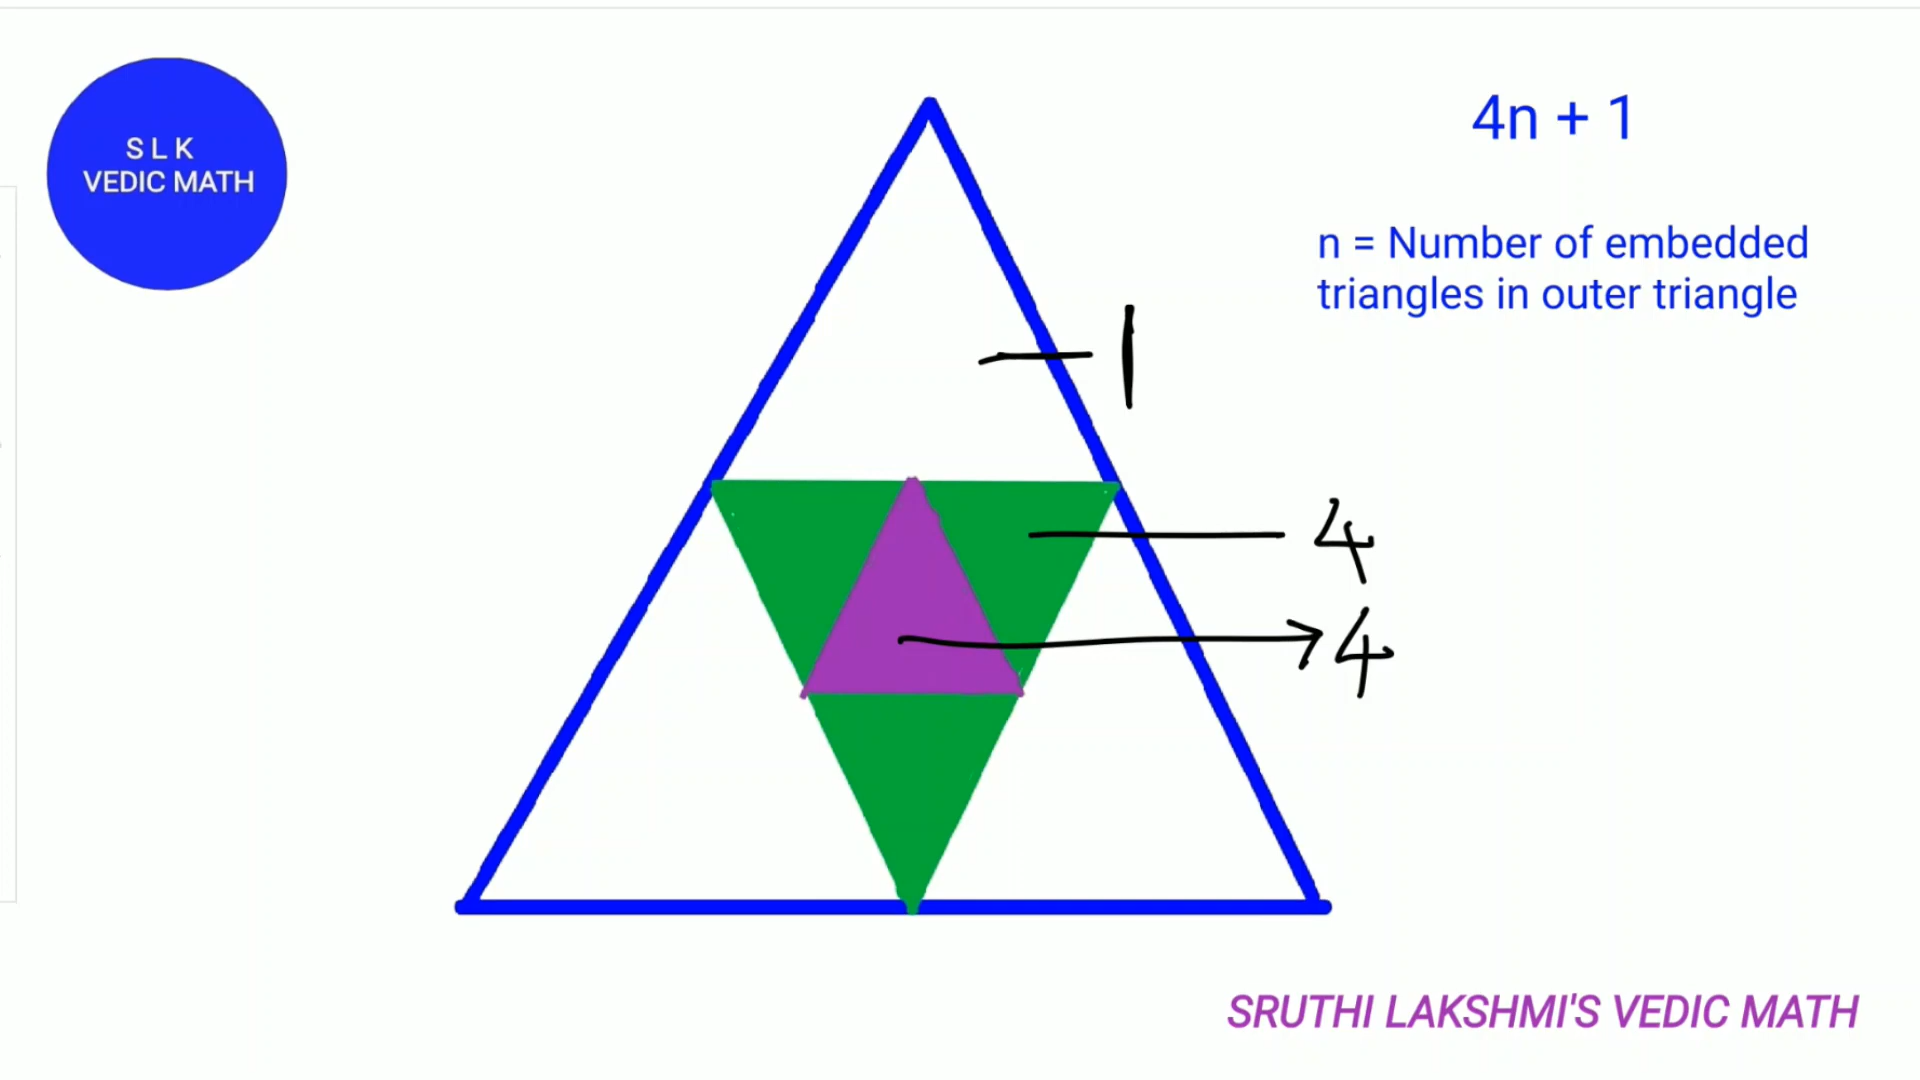 S L K
VEDIC MATH
4n + 1
n = Number of embedded
triangles in outer triangle
1
4
4
SRUTHI LAKSHMI'S VEDIC MATH